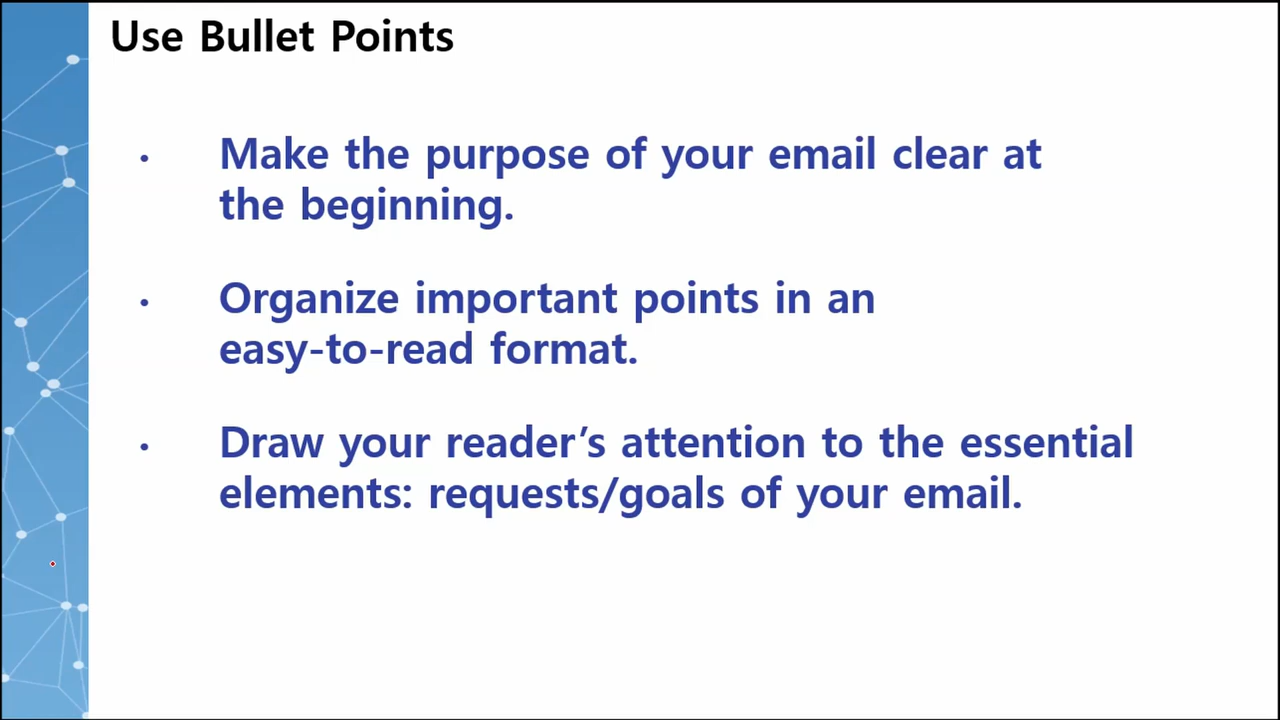 Use Bullet Points
• Make the purpose of your email clear at
the beginning.
• Organize important points in an
easy-to-read format.
• Draw your reader’s attention to the essential
elements: requests/goals of your email.